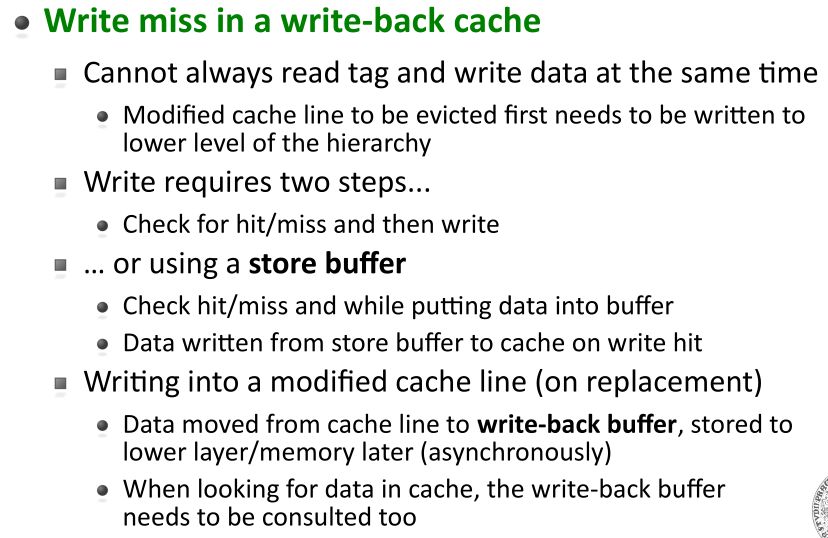 Write miss in a write-back cache
Cannot always read tag and write data at the same time
Modified cache line to be evicted first needs to be written to
lower level of the hierarchy
Write requires two steps...
Check for hit/miss and then write
... or using a store buffer
Check hit/miss and while putting data into buffer
Data written from store buffer to cache on write hit
Writing into a modified cache line (on replacement)
Data moved from cache line to write-back buffer, stored to
lower layer/memory later (asynchronously)
When looking for data in cache, the write-back buffer
needs to be consulted too